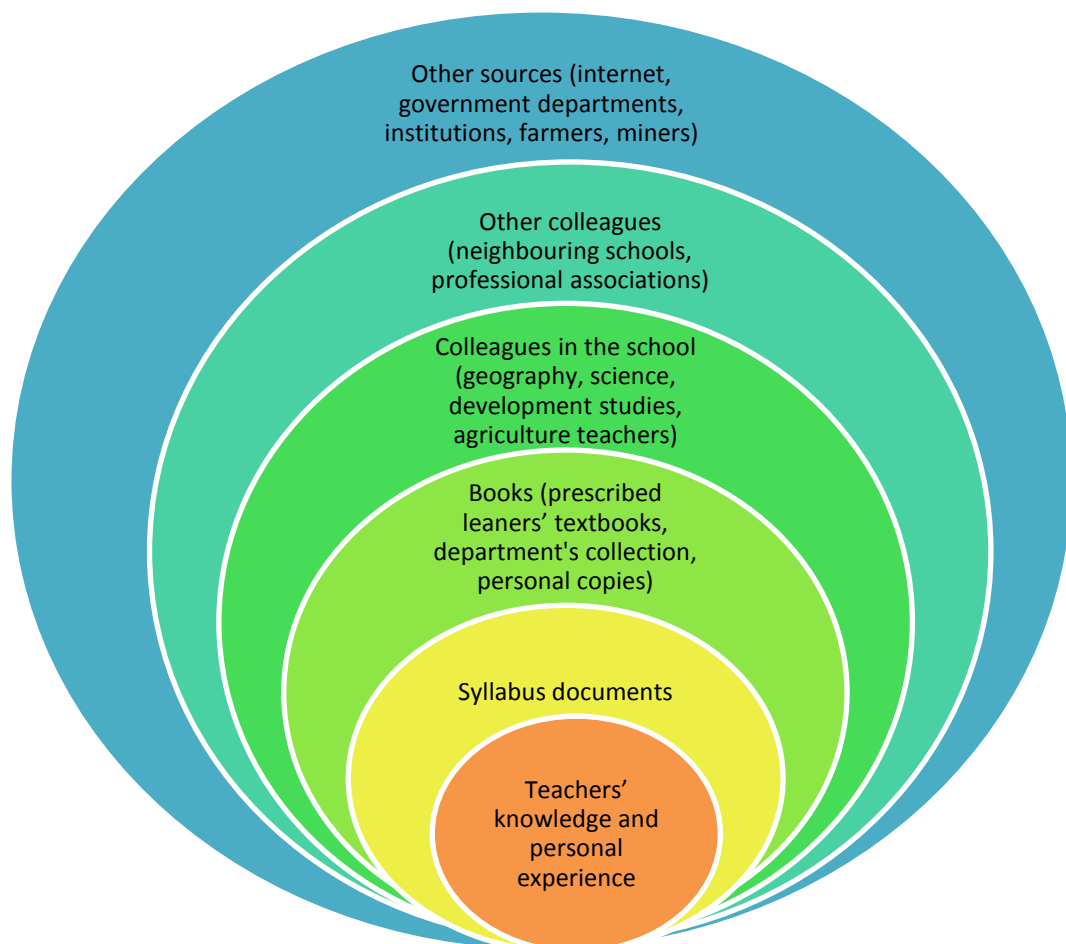 Other sources (internet,
government departments,
institutions, farmers, miners)
Other colleagues
(neighbouring schools,
professional associations)
Colleagues in the school
(geography, science,
development studies,
agriculture teachers)
Books (prescribed
leaners’ textbooks,
department's collection,
personal copies)
Syllabus documents
Teachers’
knowledge and
personal
experience